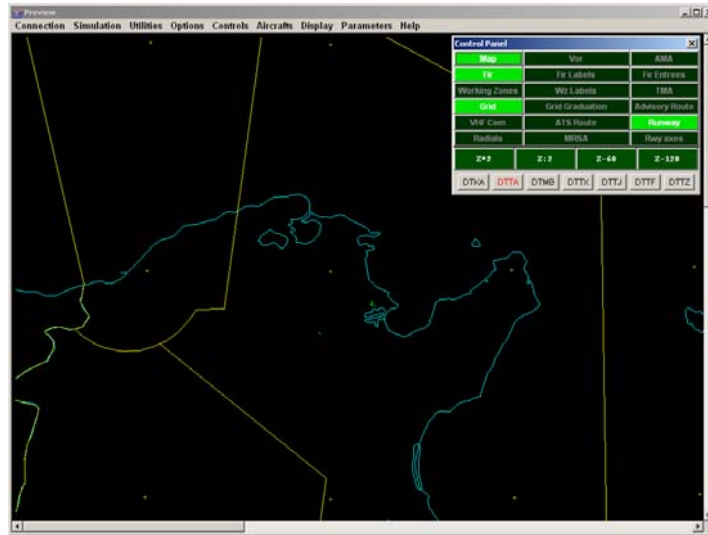 Preview
Connection Simulation Utilities Options Controls Aircrafts Display Parameters Help
Control Panel
Map Vor AMA
Fir Fir Labels Fir Entrees
Working Zones Wz Labels TMA
Grid Grid Graduation Advisory Route
VHF Com ATS Route Runway
Radials MRSA Rwy axes
Z*2 Z:2 Z-60 Z-120
DTKA DTTA DTMB DTTX DTTJ DTTF DTTZ